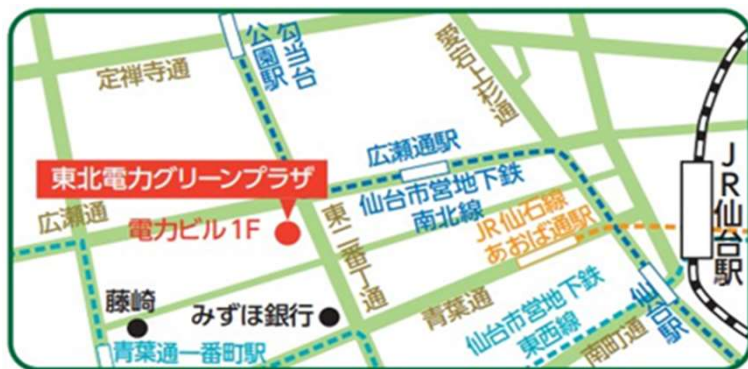 勾当台
公園駅
定禅寺通
愛宕上杉通
広瀬通駅
JR仙台駅
東北電力グリーンプラザ
仙台市営地下鉄
南北線
広瀬通
電力ビル1F
東二番丁通
JR仙石線
あおば通駅
藤崎
みずほ銀行
青葉通
仙台市営地下鉄
東西線
仙台駅
南町通
青葉通一番町駅